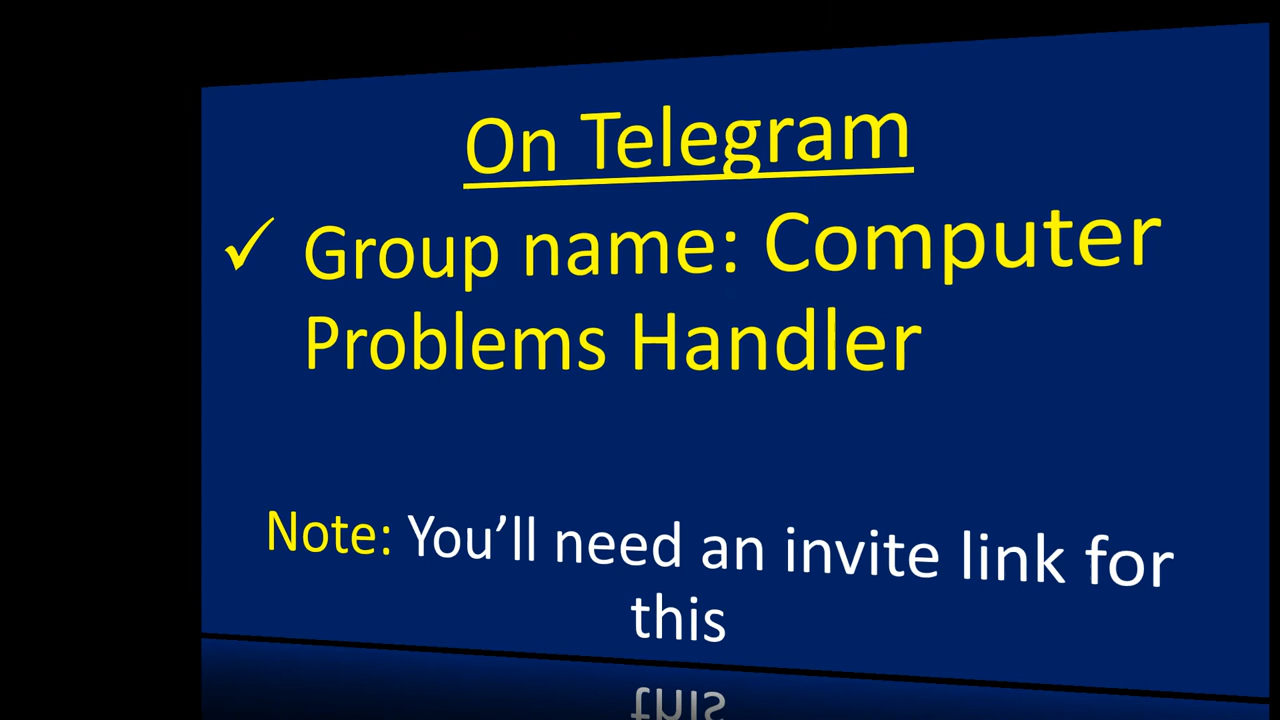 On Telegram
✓ Group name: Computer
Problems Handler
Note: You’ll need an invite link for
this